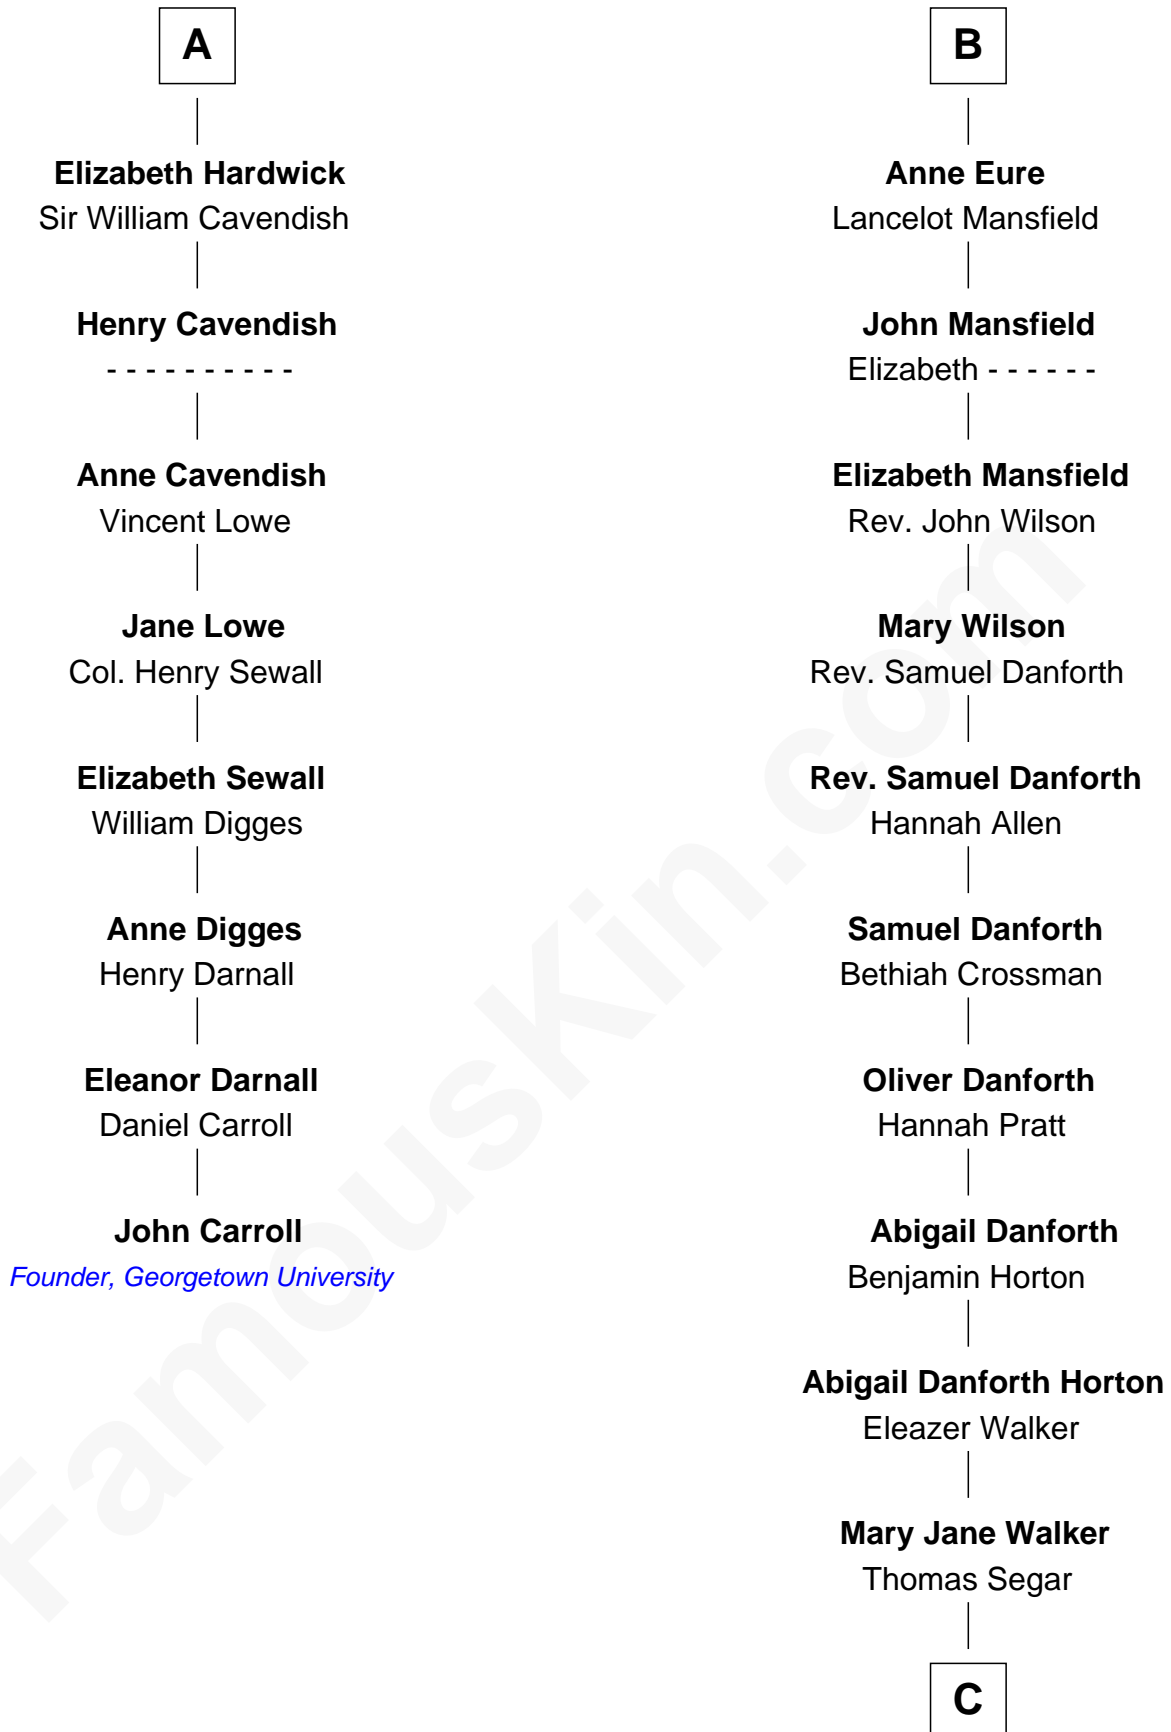 A
Elizabeth Hardwick
Sir William Cavendish
Henry Cavendish
- - - - - - - - - -
Anne Cavendish
Vincent Lowe
Jane Lowe
Col. Henry Sewall
Elizabeth Sewall
William Digges
Anne Digges
Henry Darnall
Eleanor Darnall
Daniel Carroll
John Carroll
Founder, Georgetown University
B
Anne Eure
Lancelot Mansfield
John Mansfield
Elizabeth - - - - - -
Elizabeth Mansfield
Rev. John Wilson
Mary Wilson
Rev. Samuel Danforth
Rev. Samuel Danforth
Hannah Allen
Samuel Danforth
Bethiah Crossman
Oliver Danforth
Hannah Pratt
Abigail Danforth
Benjamin Horton
Abigail Danforth Horton
Eleazer Walker
Mary Jane Walker
Thomas Segar
C
FamousKin.com